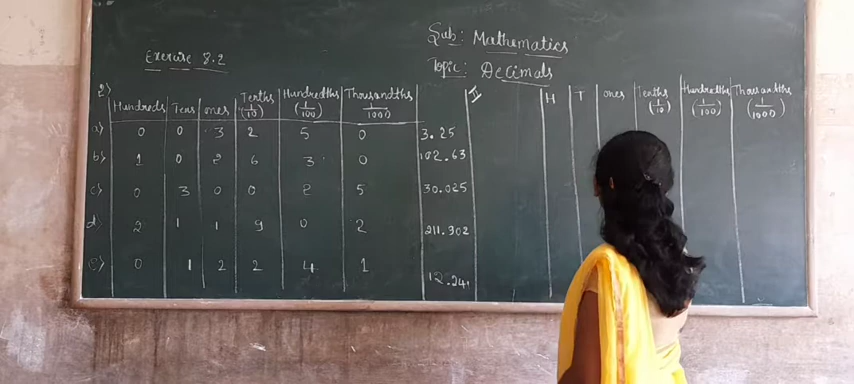 Sub: Mathematics
Topic: Decimals
Exercise 8.2
2)
Hundreds Tens ones Tenths (1/10) Hundredths (1/100) Thousandths (1/1000)
a) 0 0 3 2 5 0 3.25
b) 1 0 2 6 3 0 102.63
c) 0 3 0 0 2 5 30.025
d) 2 1 1 9 0 2 211.302
e) 0 1 2 2 4 1 12.241
II
H T ones Tenths (1/10) Hundredths (1/100) Thousandths (1/1000)